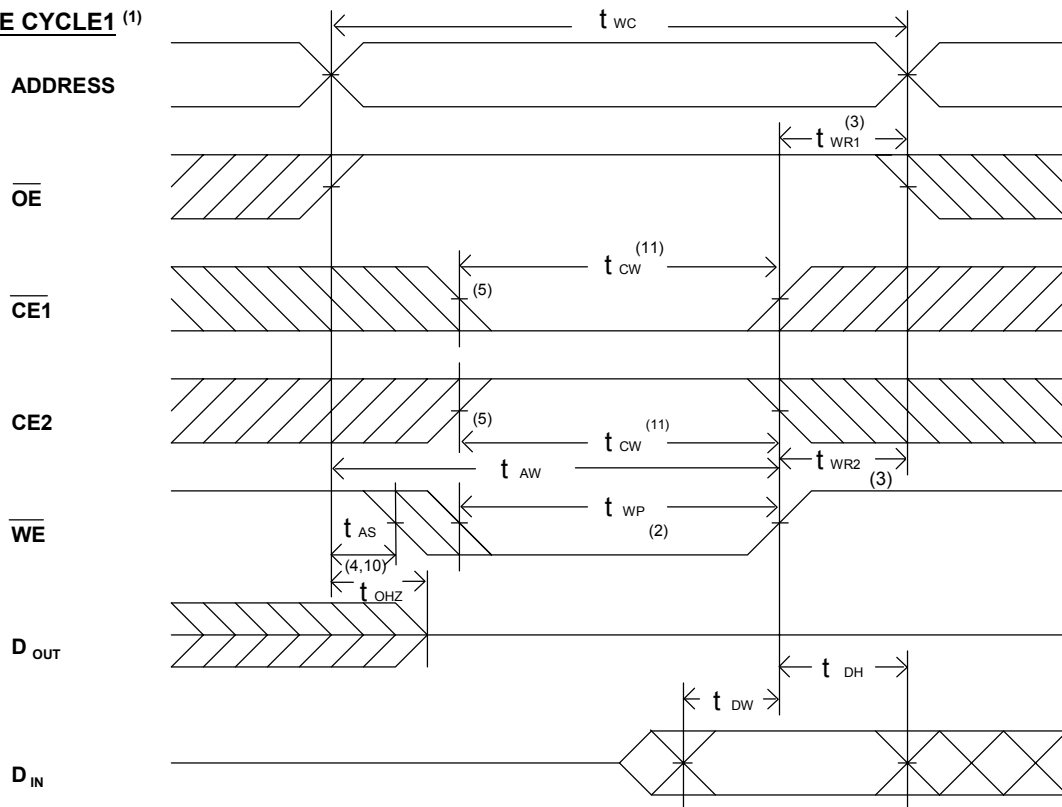 E CYCLE1 (1)
t WC
ADDRESS
t WR1 (3)
OE
t CW (11)
CE1
(5)
CE2
(5)
t CW (11)
t WR2 (3)
t AW
WE
t WP (2)
t AS
(4,10)
t OHZ
D OUT
t DH
t DW
D IN